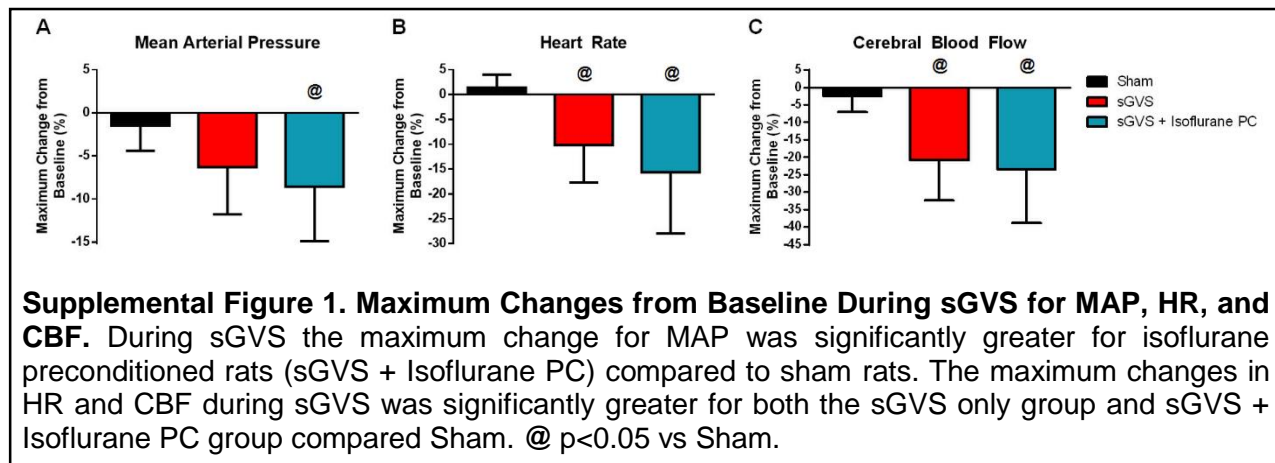 A
Mean Arterial Pressure
Maximum Change from
Baseline (%)
5
0
-5
-10
-15
@
B
Heart Rate
Maximum Change from
Baseline (%)
5
0
-5
-10
-15
-20
-25
-30
@
@
C
Cerebral Blood Flow
Maximum Change from
Baseline (%)
5
0
-5
-10
-15
-20
-25
-30
-35
-40
-45
@
@
Sham
sGVS
sGVS + Isoflurane PC
Supplemental Figure 1. Maximum Changes from Baseline During sGVS for MAP, HR, and
CBF. During sGVS the maximum change for MAP was significantly greater for isoflurane
preconditioned rats (sGVS + Isoflurane PC) compared to sham rats. The maximum changes in
HR and CBF during sGVS was significantly greater for both the sGVS only group and sGVS +
Isoflurane PC group compared Sham. @ p<0.05 vs Sham.